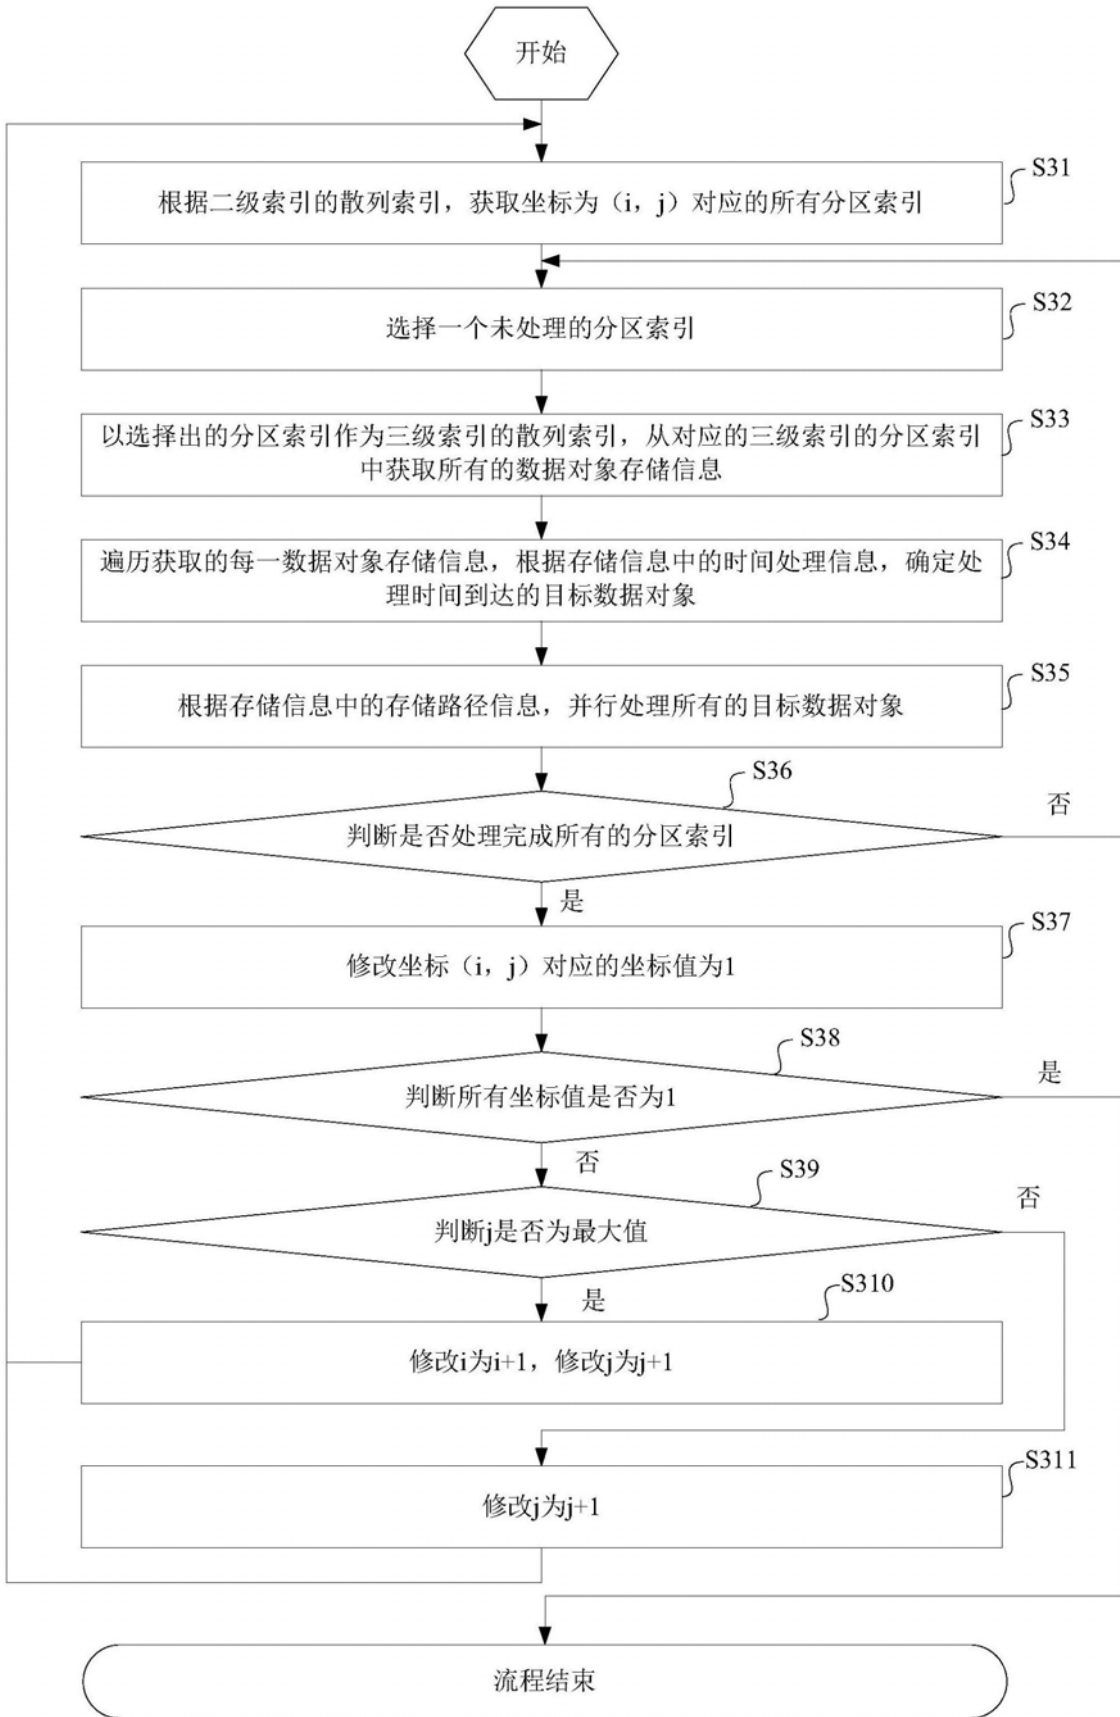 开始
S31
根据二级索引的散列索引，获取坐标为（i，j）对应的所有分区索引
S32
选择一个未处理的分区索引
S33
以选择出的分区索引作为三级索引的散列索引，从对应的三级索引的分区索引
中获取所有的数据对象存储信息
S34
遍历获取的每一数据对象存储信息，根据存储信息中的时间处理信息，确定处
理时间到达的目标数据对象
S35
根据存储信息中的存储路径信息，并行处理所有的目标数据对象
S36
否
判断是否处理完成所有的分区索引
是
S37
修改坐标（i，j）对应的坐标值为1
S38
是
判断所有坐标值是否为1
否
S39
否
判断j是否为最大值
是
S310
修改i为i+1，修改j为j+1
S311
修改j为j+1
流程结束